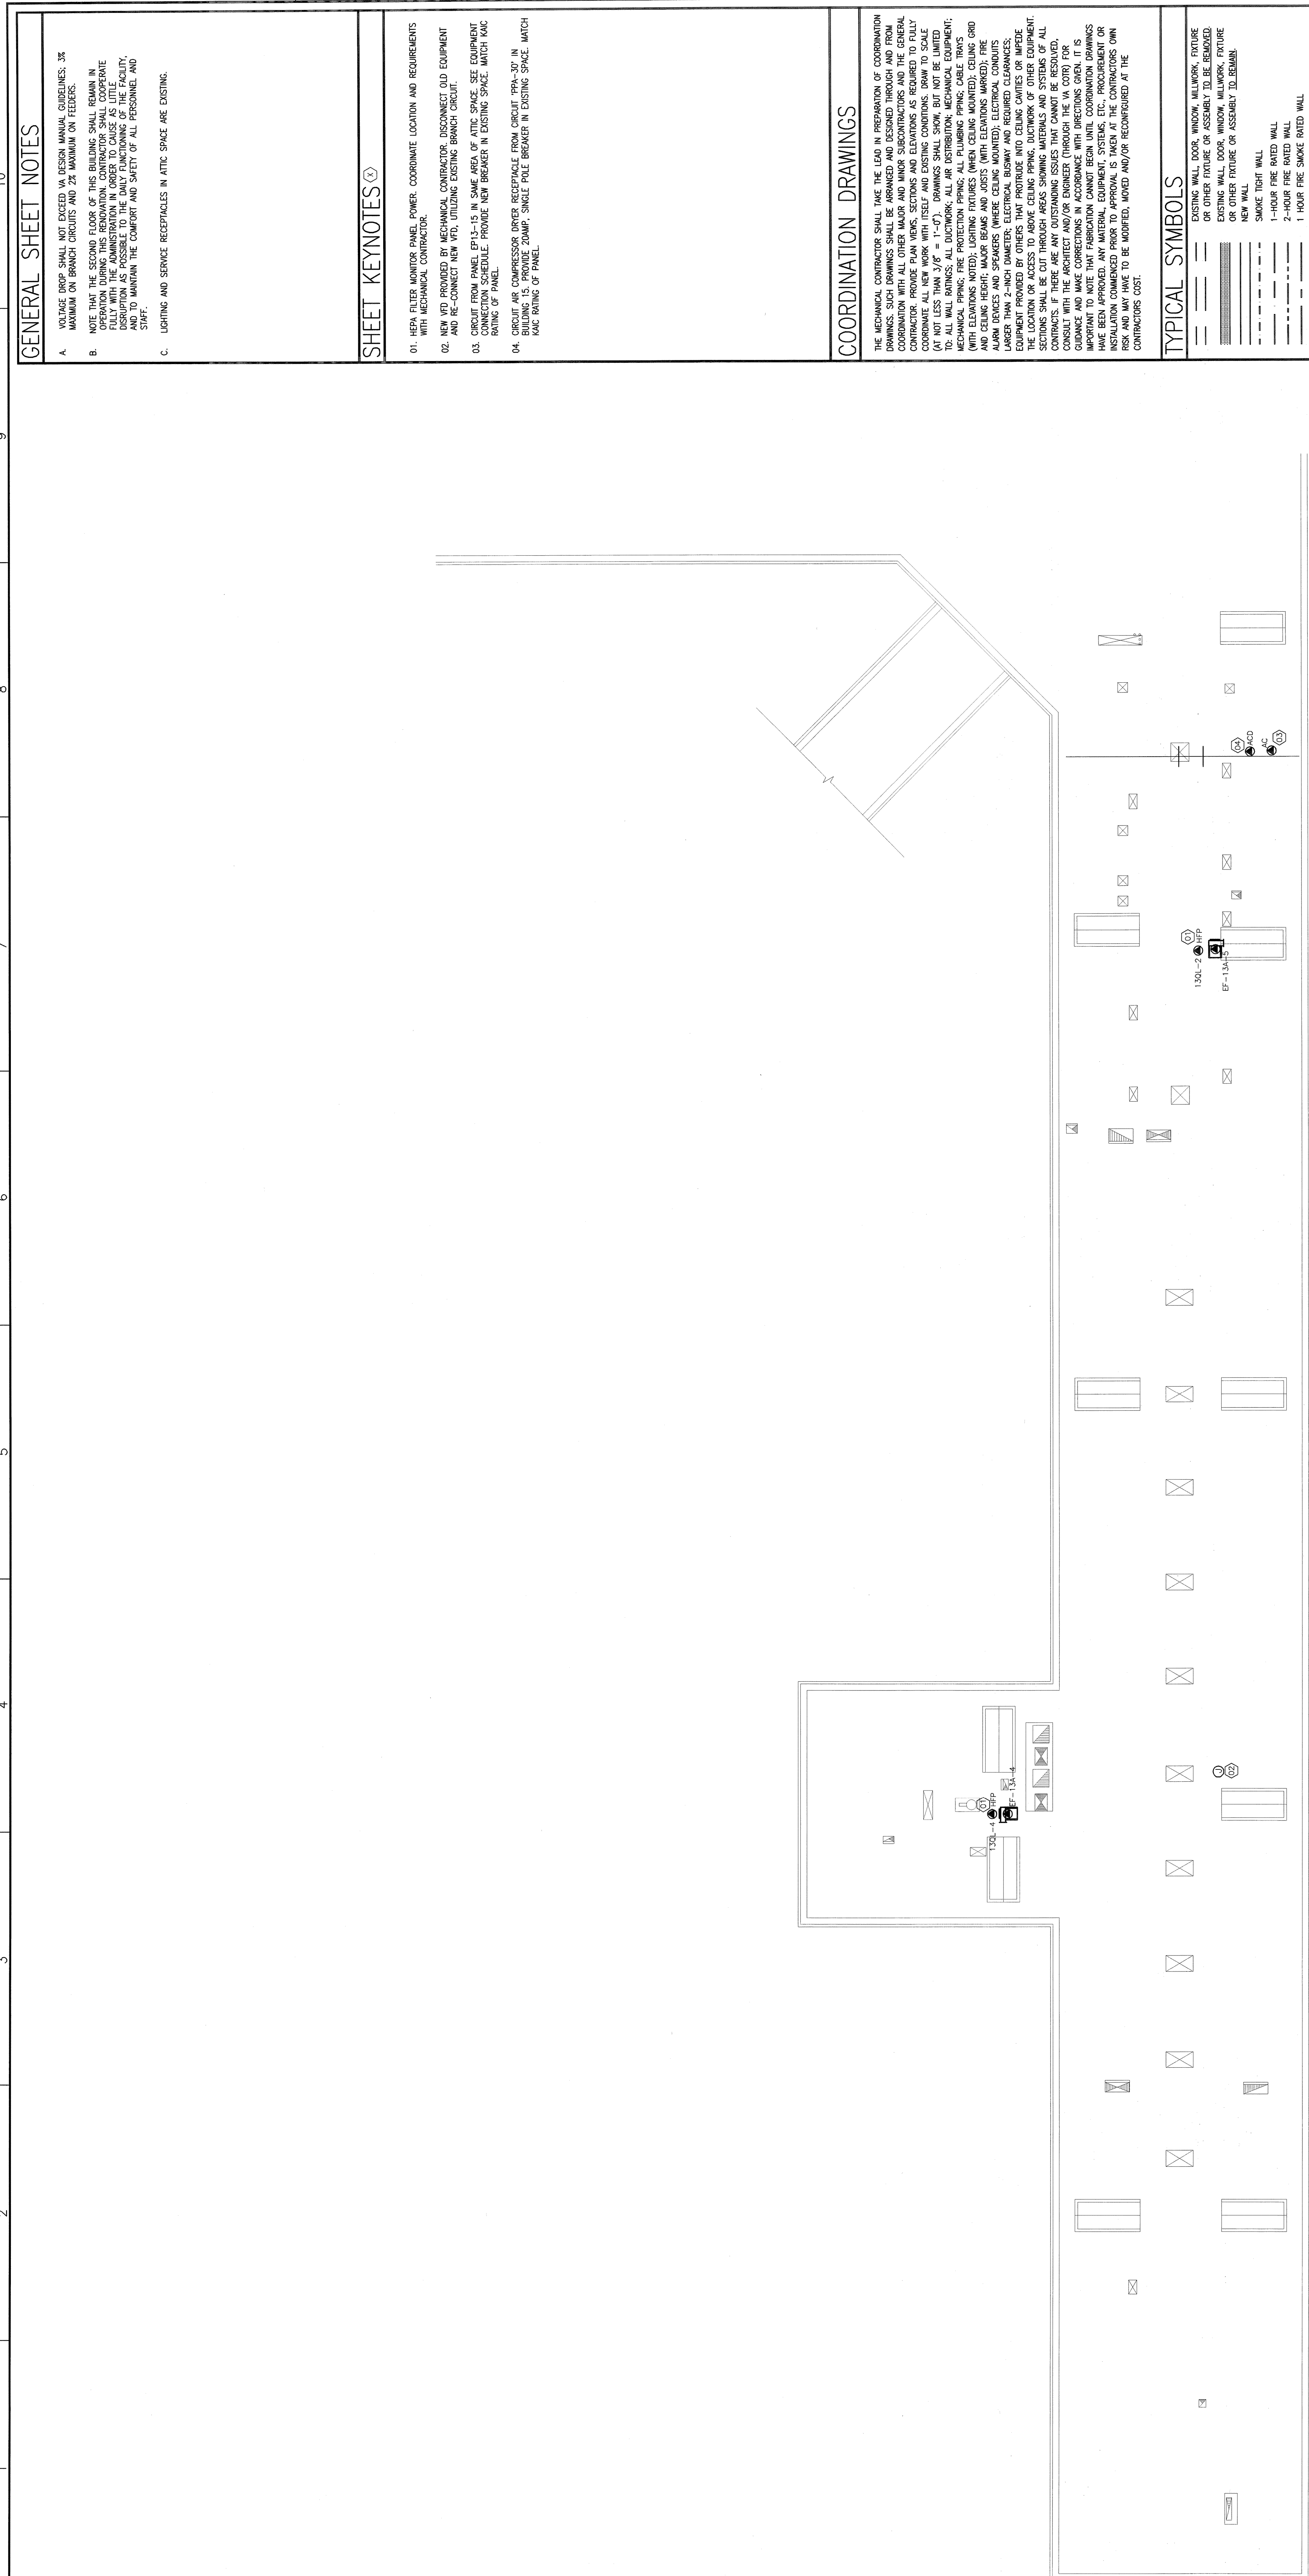 10
9
8
7
6
5
4
3
2
GENERAL SHEET NOTES
A. VOLTAGE DROP SHALL NOT EXCEED VA DESIGN MANUAL GUIDELINES; 3%
MAXIMUM ON BRANCH CIRCUITS AND 2% MAXIMUM ON FEEDERS.
B. NOTE THAT THE SECOND FLOOR OF THIS BUILDING SHALL REMAIN IN
OPERATION DURING THIS RENOVATION. CONTRACTOR SHALL COOPERATE
FULLY WITH THE ADMINISTRATION IN ORDER TO CAUSE AS LITTLE
DISRUPTION AS POSSIBLE TO THE DAILY FUNCTIONING OF THE FACILITY,
AND TO MAINTAIN THE COMFORT AND SAFETY OF ALL PERSONNEL AND
STAFF.
C. LIGHTING AND SERVICE RECEPTACLES IN ATTIC SPACE ARE EXISTING.
SHEET KEYNOTES X
01. HEPA FILTER MONITOR PANEL POWER. COORDINATE LOCATION AND REQUIREMENTS
WITH MECHANICAL CONTRACTOR.
02. NEW VFD PROVIDED BY MECHANICAL CONTRACTOR. DISCONNECT OLD EQUIPMENT
AND RE-CONNECT NEW VFD, UTILIZING EXISTING BRANCH CIRCUIT.
03. CIRCUIT FROM PANEL EP13-15 IN SAME AREA OF ATTIC SPACE. SEE EQUIPMENT
CONNECTION SCHEDULE. PROVIDE NEW BREAKER IN EXISTING SPACE. MATCH KAIC
RATING OF PANEL.
04. CIRCUIT AIR COMPRESSOR DRYER RECEPTACLE FROM CIRCUIT 'PPA-30' IN
BUILDING 15. PROVIDE 20AMP, SINGLE POLE BREAKER IN EXISTING SPACE. MATCH
KAIC RATING OF PANEL.
COORDINATION DRAWINGS
THE MECHANICAL CONTRACTOR SHALL TAKE THE LEAD IN PREPARATION OF COORDINATION
DRAWINGS. SUCH DRAWINGS SHALL BE ARRANGED AND DESIGNED THROUGH AND FROM
COORDINATION WITH ALL OTHER MAJOR AND MINOR SUBCONTRACTORS AND THE GENERAL
CONTRACTOR. PROVIDE PLAN VIEWS, SECTIONS AND ELEVATIONS AS REQUIRED TO FULLY
COORDINATE ALL NEW WORK WITH ITSELF AND EXISTING CONDITIONS. DRAW TO SCALE
(AT NOT LESS THAN 3/8" = 1'-0"). DRAWINGS SHALL SHOW, BUT NOT BE LIMITED
TO: ALL WALL RATINGS; ALL DUCTWORK; ALL AIR DISTRIBUTION; MECHANICAL EQUIPMENT;
MECHANICAL PIPING; FIRE PROTECTION PIPING; ALL PLUMBING PIPING; CABLE TRAYS
(WITH ELEVATIONS NOTED); LIGHTING FIXTURES (WHEN CEILING MOUNTED); CEILING GRID
AND CEILING HEIGHT; MAJOR BEAMS AND JOISTS (WITH ELEVATIONS MARKED); FIRE
ALARM DEVICES AND SPEAKERS (WHERE CEILING MOUNTED); ELECTRICAL CONDUITS
LARGER THAN 2-INCH DIAMETER; ELECTRICAL BUSWAY AND REQUIRED CLEARANCES;
EQUIPMENT PROVIDED BY OTHERS THAT PROTRUDE INTO CEILING CAVITIES OR IMPEDE
THE LOCATION OR ACCESS TO ABOVE CEILING PIPING, DUCTWORK OF OTHER EQUIPMENT.
SECTIONS SHALL BE CUT THROUGH AREAS SHOWING MATERIALS AND SYSTEMS OF ALL
CONTRACTS. IF THERE ARE ANY OUTSTANDING ISSUES THAT CANNOT BE RESOLVED,
CONSULT WITH THE ARCHITECT AND/OR ENGINEER (THROUGH THE VA COTR) FOR
GUIDANCE AND MAKE CORRECTIONS IN ACCORDANCE WITH DIRECTIONS GIVEN. IT IS
IMPORTANT TO NOTE THAT FABRICATION CANNOT BEGIN UNTIL COORDINATION DRAWINGS
HAVE BEEN APPROVED. ANY MATERIAL, EQUIPMENT, SYSTEMS, ETC., PROCUREMENT OR
INSTALLATION COMMENCED PRIOR TO APPROVAL IS TAKEN AT THE CONTRACTORS OWN
RISK AND MAY HAVE TO BE MODIFIED, MOVED AND/OR RECONFIGURED AT THE
CONTRACTORS COST.
TYPICAL SYMBOLS
EXISTING WALL, DOOR, WINDOW, MILLWORK, FIXTURE
OR OTHER FIXTURE OR ASSEMBLY TO BE REMOVED.
EXISTING WALL, DOOR, WINDOW, MILLWORK, FIXTURE
OR OTHER FIXTURE OR ASSEMBLY TO REMAIN.
NEW WALL
SMOKE TIGHT WALL
1-HOUR FIRE RATED WALL
2-HOUR FIRE RATED WALL
1 HOUR FIRE SMOKE RATED WALL
04
ACD
AC
03
01
13QL-2 HFP
EF-13A-5
01
13QL-4 HFP
EF-13A-4
J
02